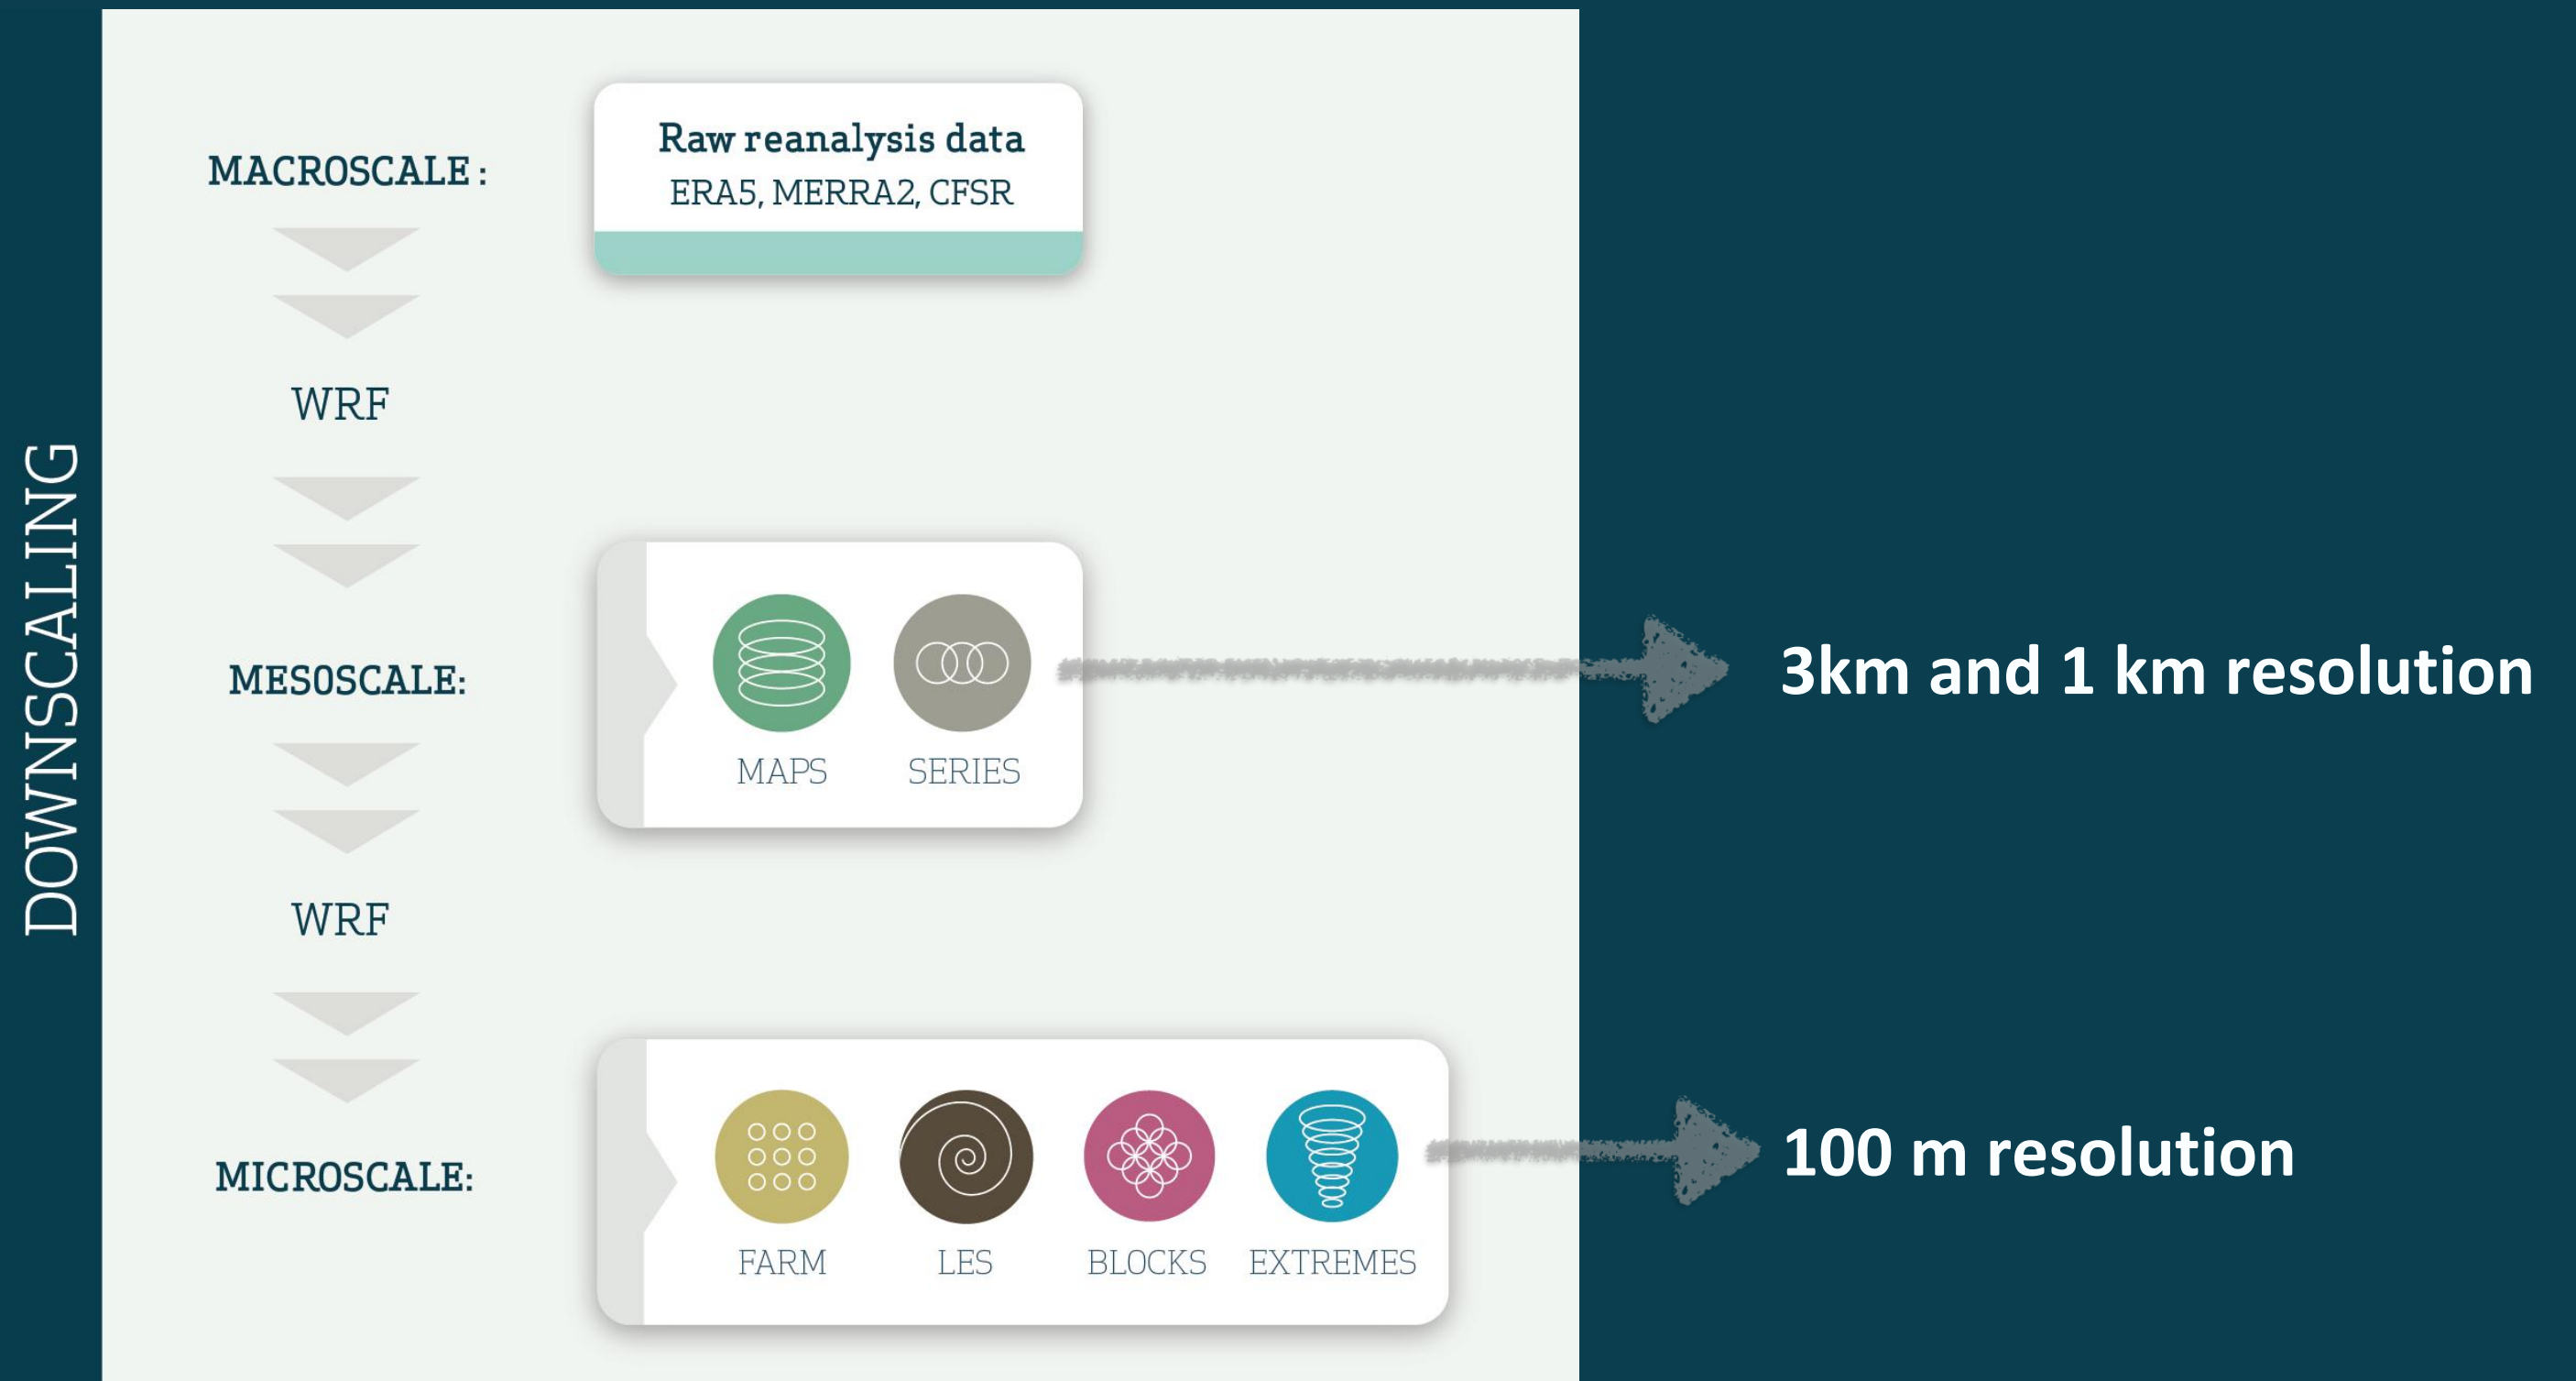 DOWNSCALING
MACROSCALE:
Raw reanalysis data
ERA5, MERRA2, CFSR
WRF
MESOSCALE:
MAPS
SERIES
3km and 1 km resolution
WRF
MICROSCALE:
FARM
LES
BLOCKS
EXTREMES
100 m resolution